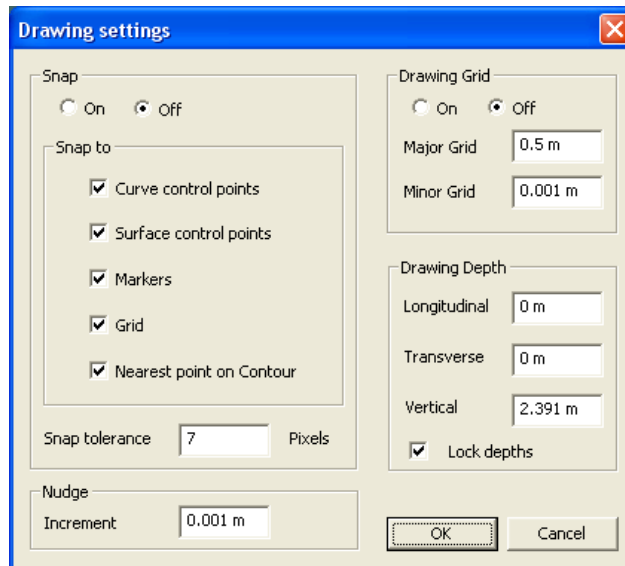 Drawing settings
Snap
On Off
Snap to
Curve control points
Surface control points
Markers
Grid
Nearest point on Contour
Snap tolerance 7 Pixels
Nudge
Increment 0.001 m
Drawing Grid
On Off
Major Grid 0.5 m
Minor Grid 0.001 m
Drawing Depth
Longitudinal 0 m
Transverse 0 m
Vertical 2.391 m
Lock depths
OK Cancel